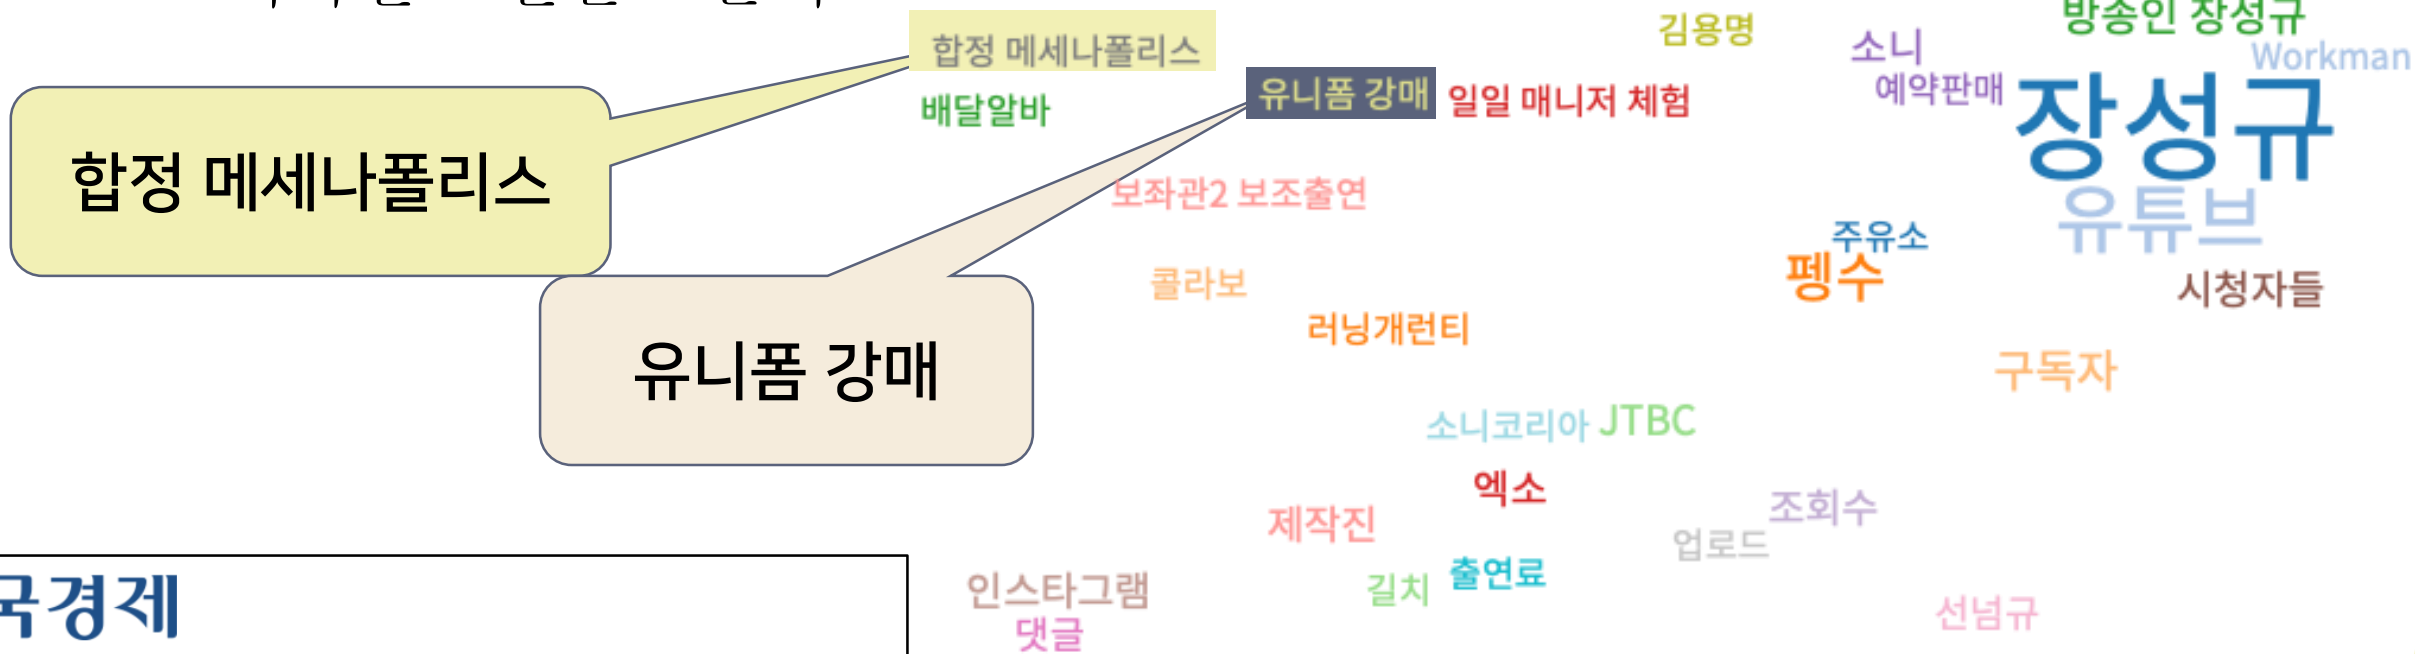 합정 메세나폴리스
유니폼 강매
합정 메세나폴리스
배달알바
유니폼 강매
일일 매니저 체험
김용명
소니
예약판매
방송인 장성규
Workman
장성규
유튜브
보좌관2 보조출연
주유소
펭수
시청자들
콜라보
러닝개런티
구독자
소니코리아
JTBC
엑소
제작진
조회수
업로드
출연료
길치
인스타그램
댓글
선넘규
국경제